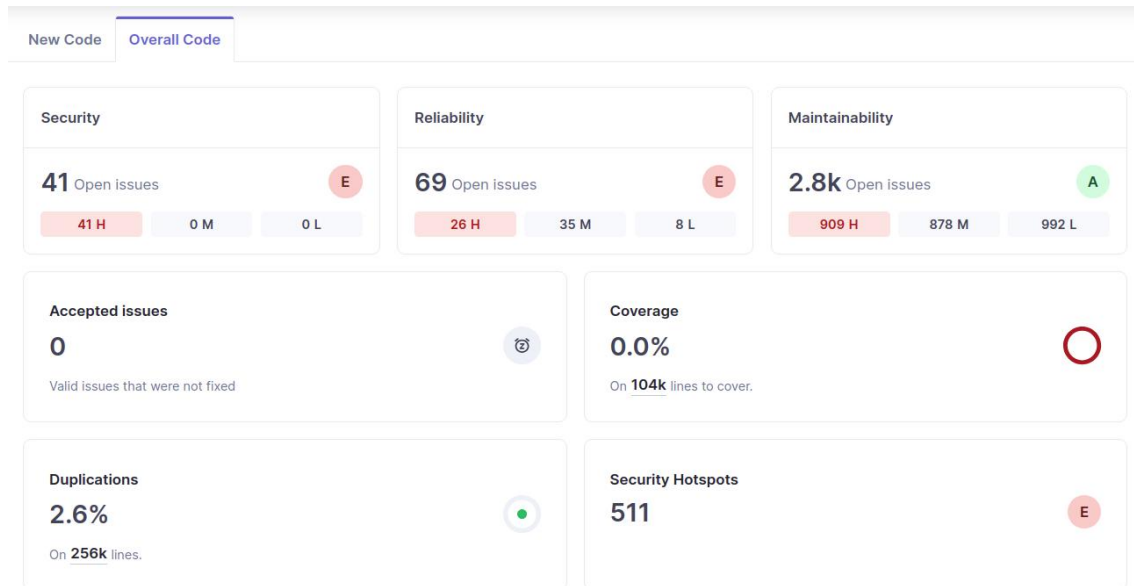 New Code Overall Code
Security
41 Open issues E
41 H 0 M 0 L
Reliability
69 Open issues E
26 H 35 M 8 L
Maintainability
2.8k Open issues A
909 H 878 M 992 L
Accepted issues
0
Valid issues that were not fixed
Coverage
0.0%
On 104k lines to cover.
Duplications
2.6%
On 256k lines.
Security Hotspots
511 E